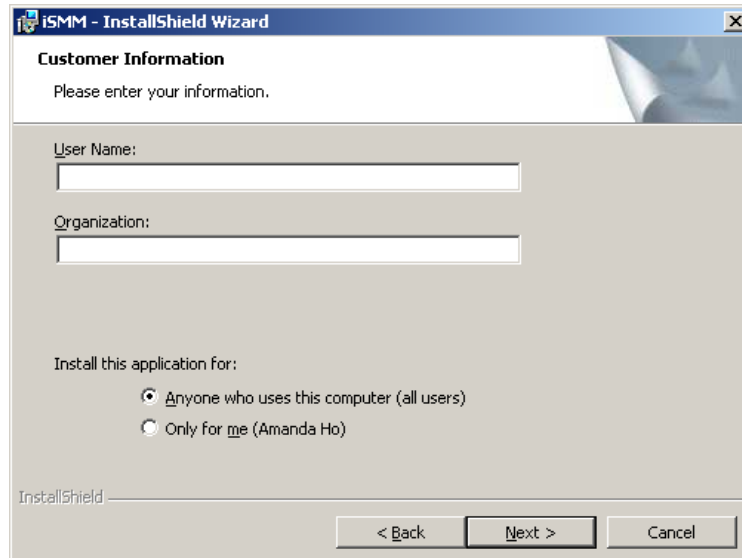 iSMM - InstallShield Wizard
Customer Information
Please enter your information.
User Name:
Organization:
Install this application for:
Anyone who uses this computer (all users)
Only for me (Amanda Ho)
InstallShield
< Back Next > Cancel